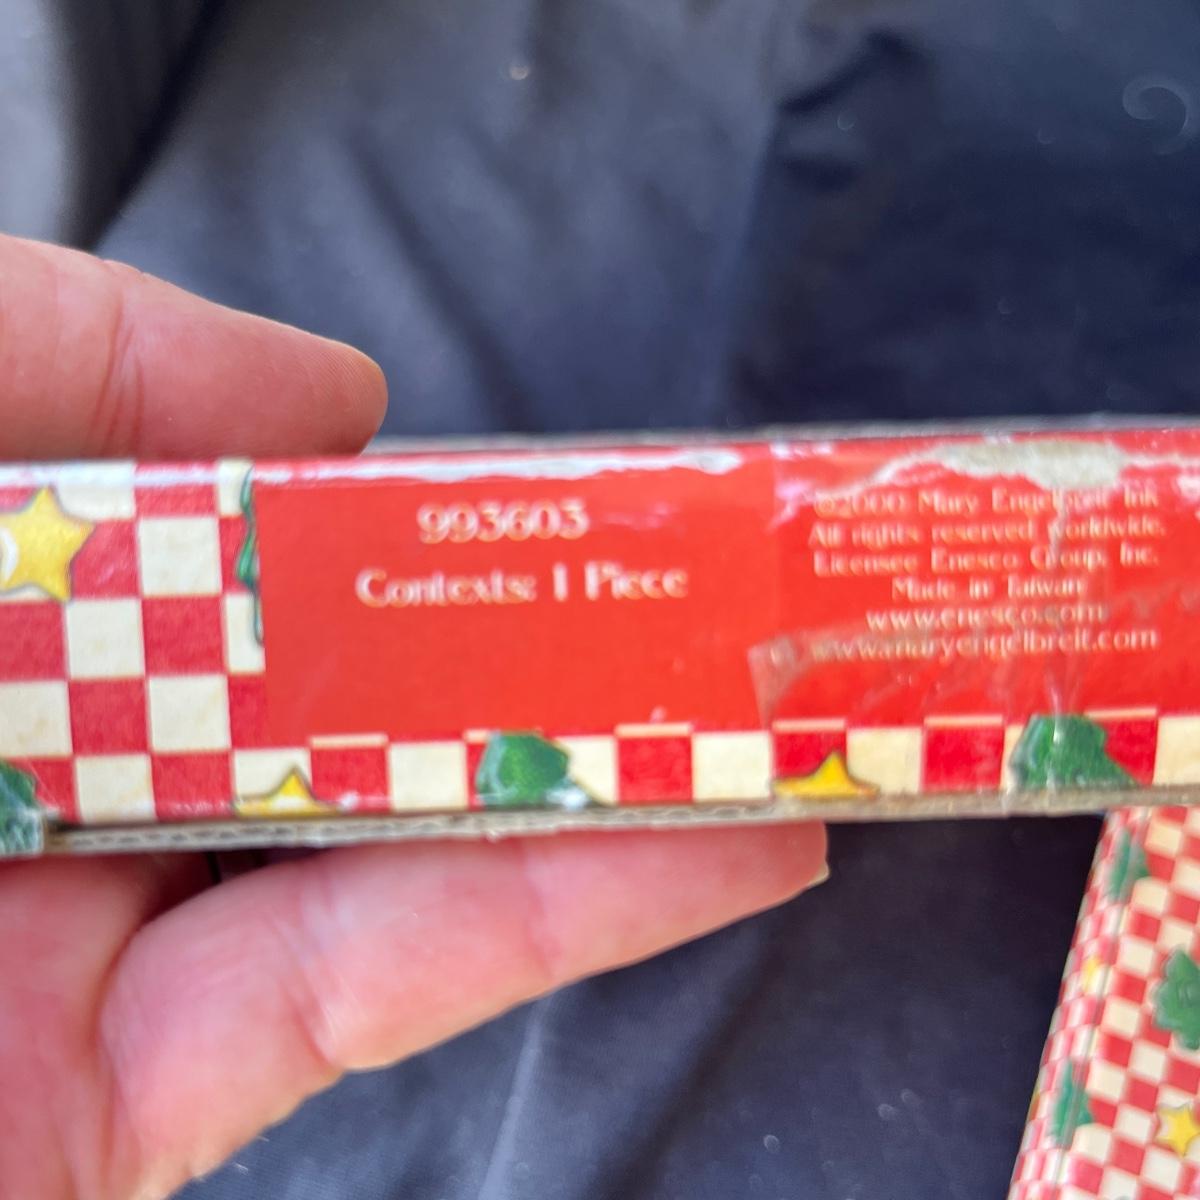 993603
Contexts: 1 Piece
©2000 Mary Engelbreit Ink
All rights reserved worldwide.
Licensee Enesco Group, Inc.
Made in Taiwan
www.enesco.com
www.maryengelbreit.com